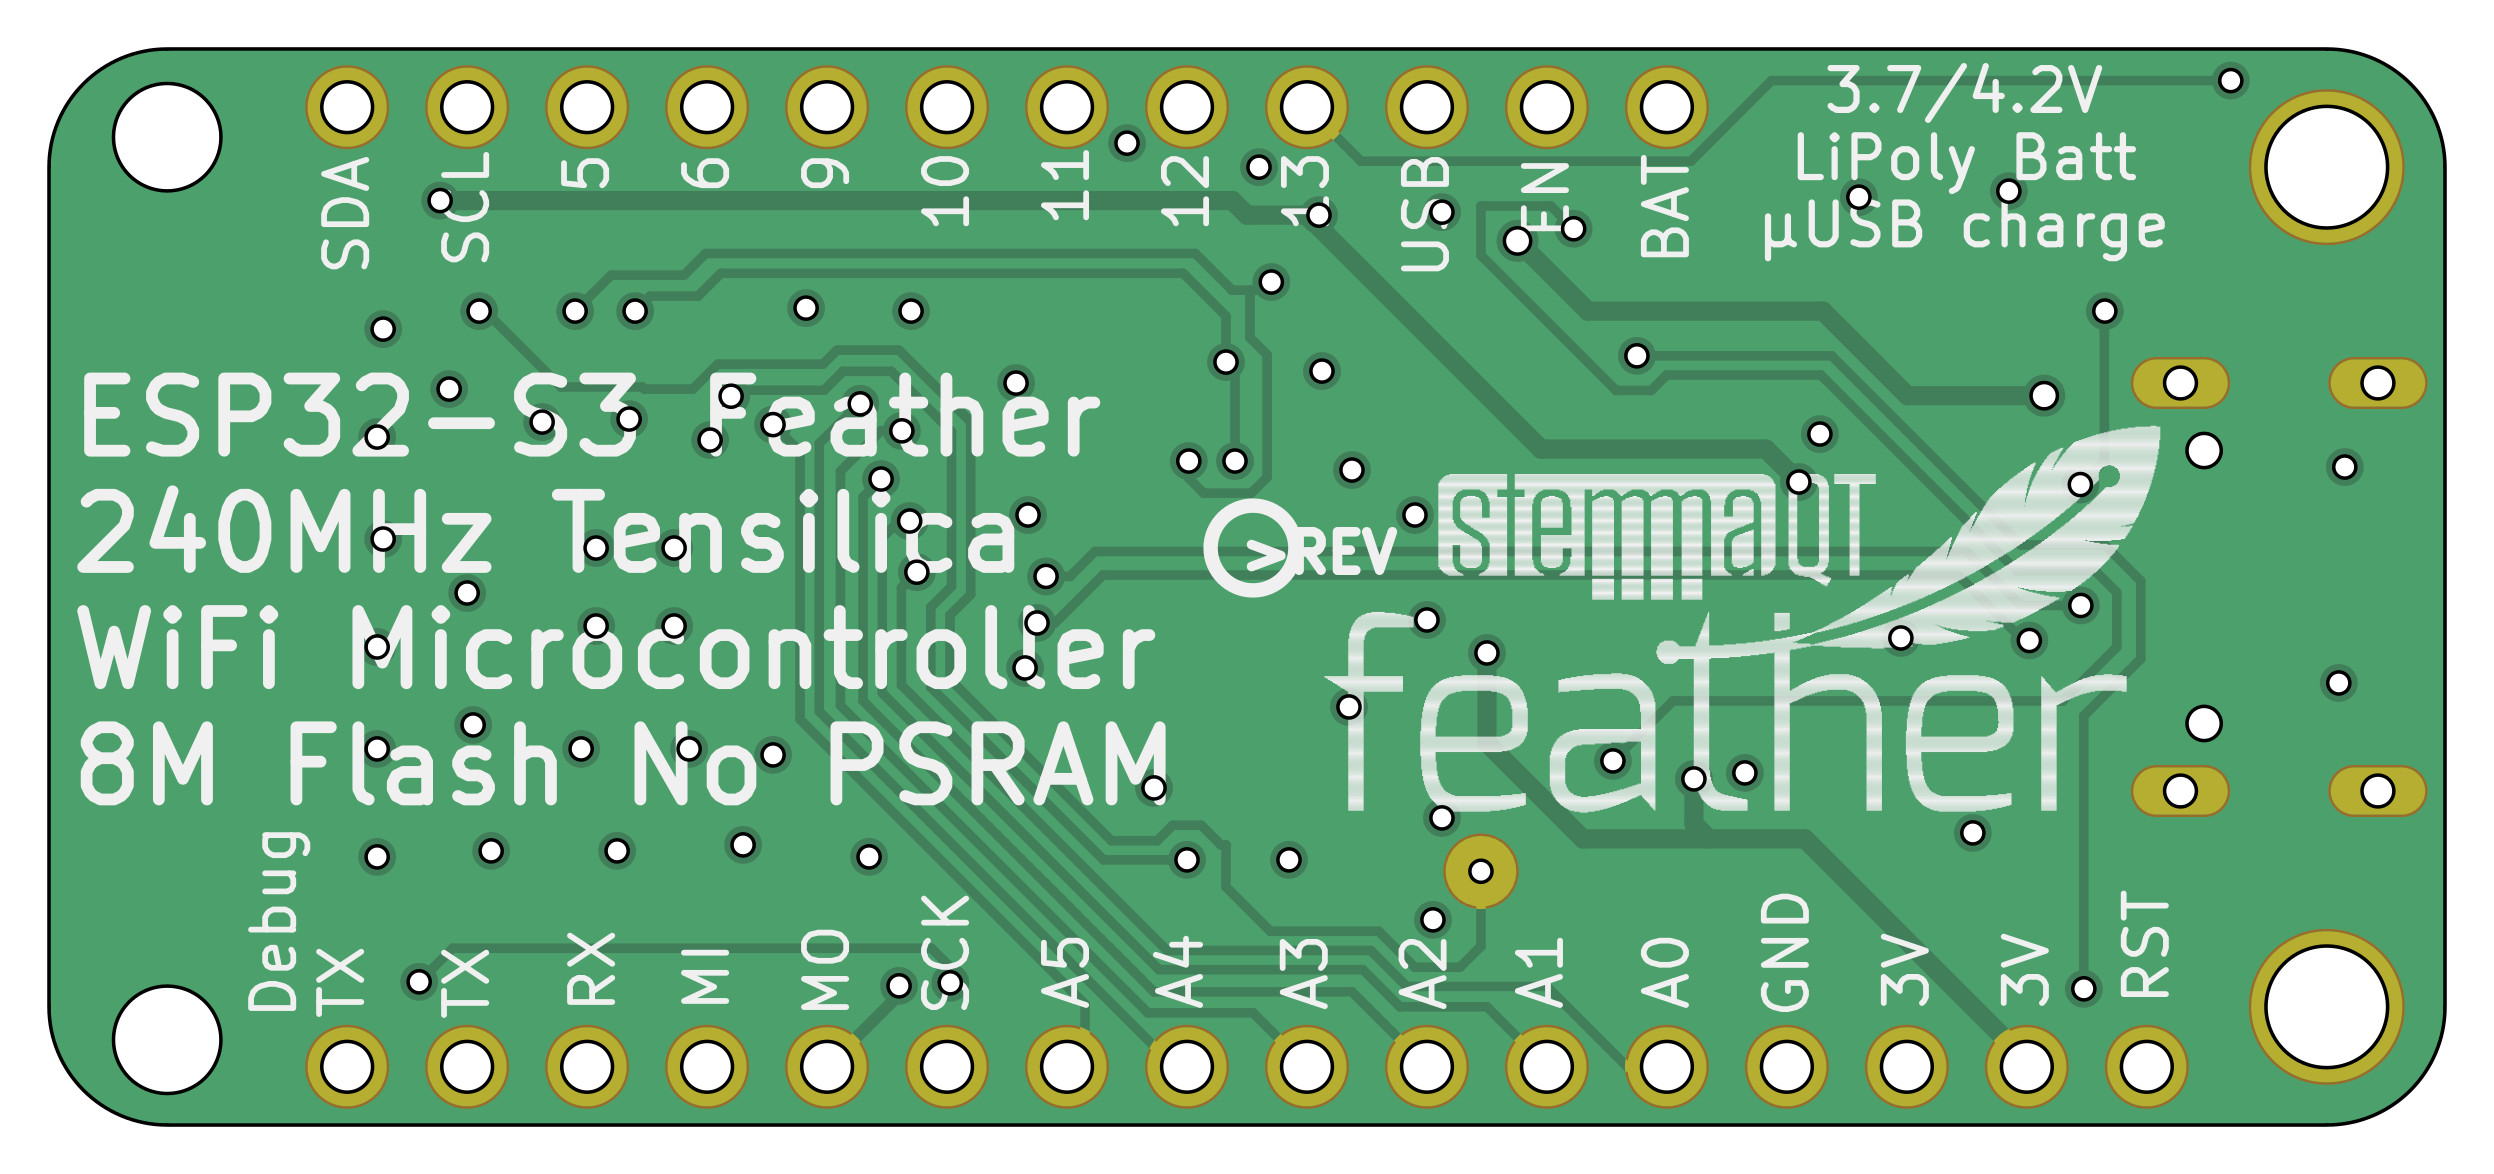 SDA
SCL
5
6
9
10
11
12
13
USB
EN
BAT
3.7/4.2V
LiPoly Batt
µUSB charge
ESP32-S3 Feather
240MHz Tensilica
WiFi Microcontroller
8M Flash No PSRAM
> Rev
STEMMA QT
feather
Debug
TX
TX
RX
MI
MO
SCK
A5
A4
A3
A2
A1
A0
GND
3V
3V
RST